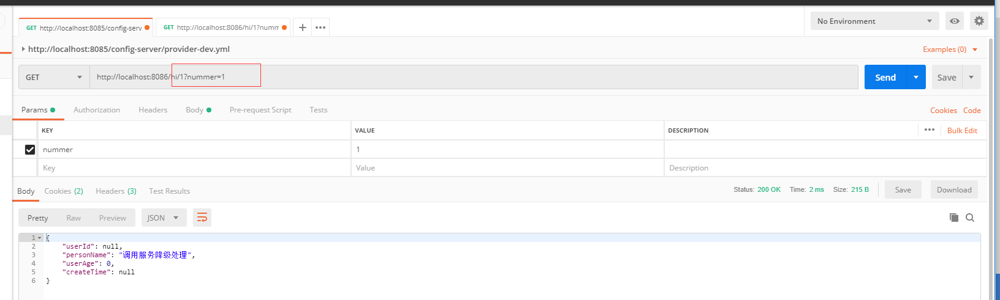 GET http://localhost:8085/config-serv GET http://localhost:8086/hi/1?numm + ••• No Environment
http://localhost:8085/config-server/provider-dev.yml Examples (0)
GET http://localhost:8086/hi/1?nummer=1 Send Save
Params Authorization Headers Body Pre-request Script Tests Cookies Code
KEY VALUE DESCRIPTION ••• Bulk Edit
nummer 1
Key Value Description
Body Cookies (2) Headers (3) Test Results Status: 200 OK Time: 2 ms Size: 215 B Save Download
Pretty Raw Preview JSON
1 {
2 "userId": null,
3 "personName": "调用服务降级处理",
4 "userAge": 0,
5 "createTime": null
6 }